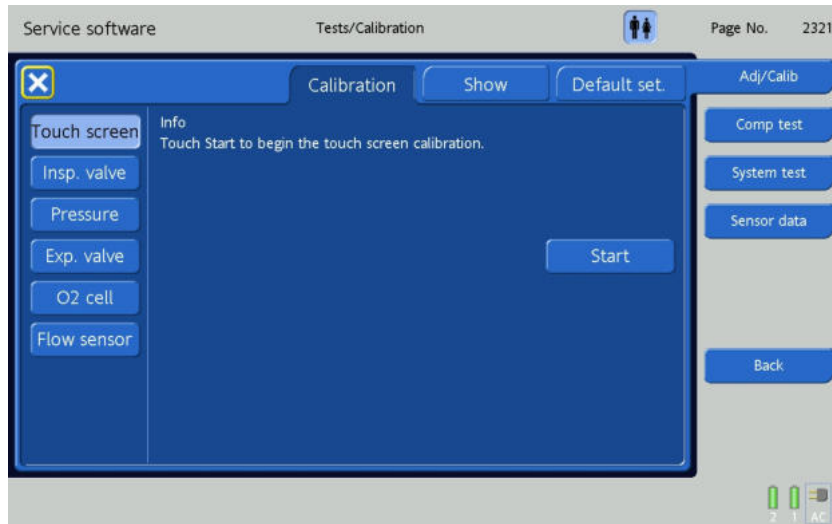 Service software
Tests/Calibration
Page No. 2321
Calibration
Show
Default set.
Adj/Calib
Touch screen
Info
Touch Start to begin the touch screen calibration.
Comp test
Insp. valve
System test
Pressure
Sensor data
Exp. valve
Start
O2 cell
Flow sensor
Back
2 1 AC